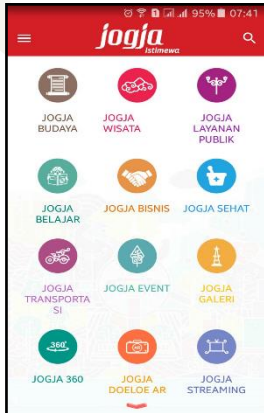 95% 07:41
jogja
istimewa
JOGJA BUDAYA
JOGJA WISATA
JOGJA LAYANAN PUBLIK
JOGJA BELAJAR
JOGJA BISNIS
JOGJA SEHAT
JOGJA TRANSPORTA
SI
JOGJA EVENT
JOGJA GALERI
360°
JOGJA 360
JOGJA DOELOE AR
JOGJA STREAMING